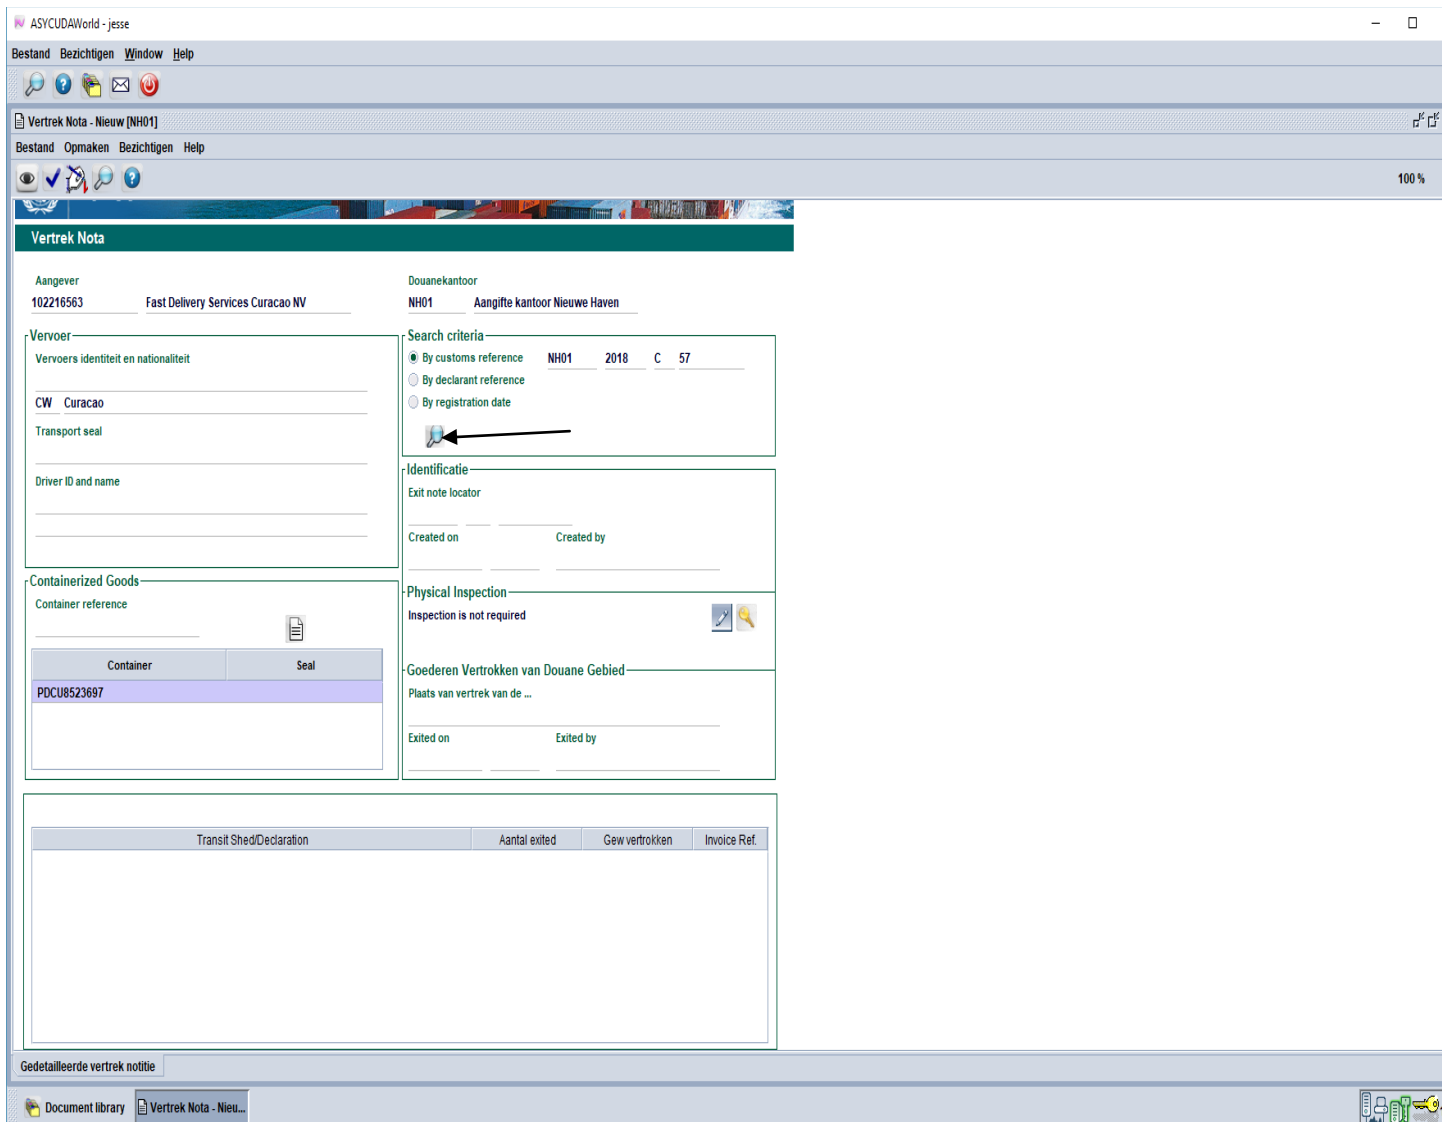 ASYCUDAWorld - jesse
Bestand Bezichtigen Window Help
Vertrek Nota - Nieuw [NH01]
Bestand Opmaken Bezichtigen Help
100 %
Vertrek Nota
Aangever
102216563 Fast Delivery Services Curacao NV
Douanekantoor
NH01 Aangifte kantoor Nieuwe Haven
Vervoer
Vervoers identiteit en nationaliteit
CW Curacao
Transport seal
Driver ID and name
Search criteria
By customs reference NH01 2018 C 57
By declarant reference
By registration date
Identificatie
Exit note locator
Created on Created by
Containerized Goods
Container reference
Container Seal
PDCU8523697
Physical Inspection
Inspection is not required
Goederen Vertrokken van Douane Gebied
Plaats van vertrek van de ...
Exited on Exited by
Transit Shed/Declaration Aantal exited Gew vertrokken Invoice Ref.
Gedetailleerde vertrek notitie
Document library Vertrek Nota - Nieu...